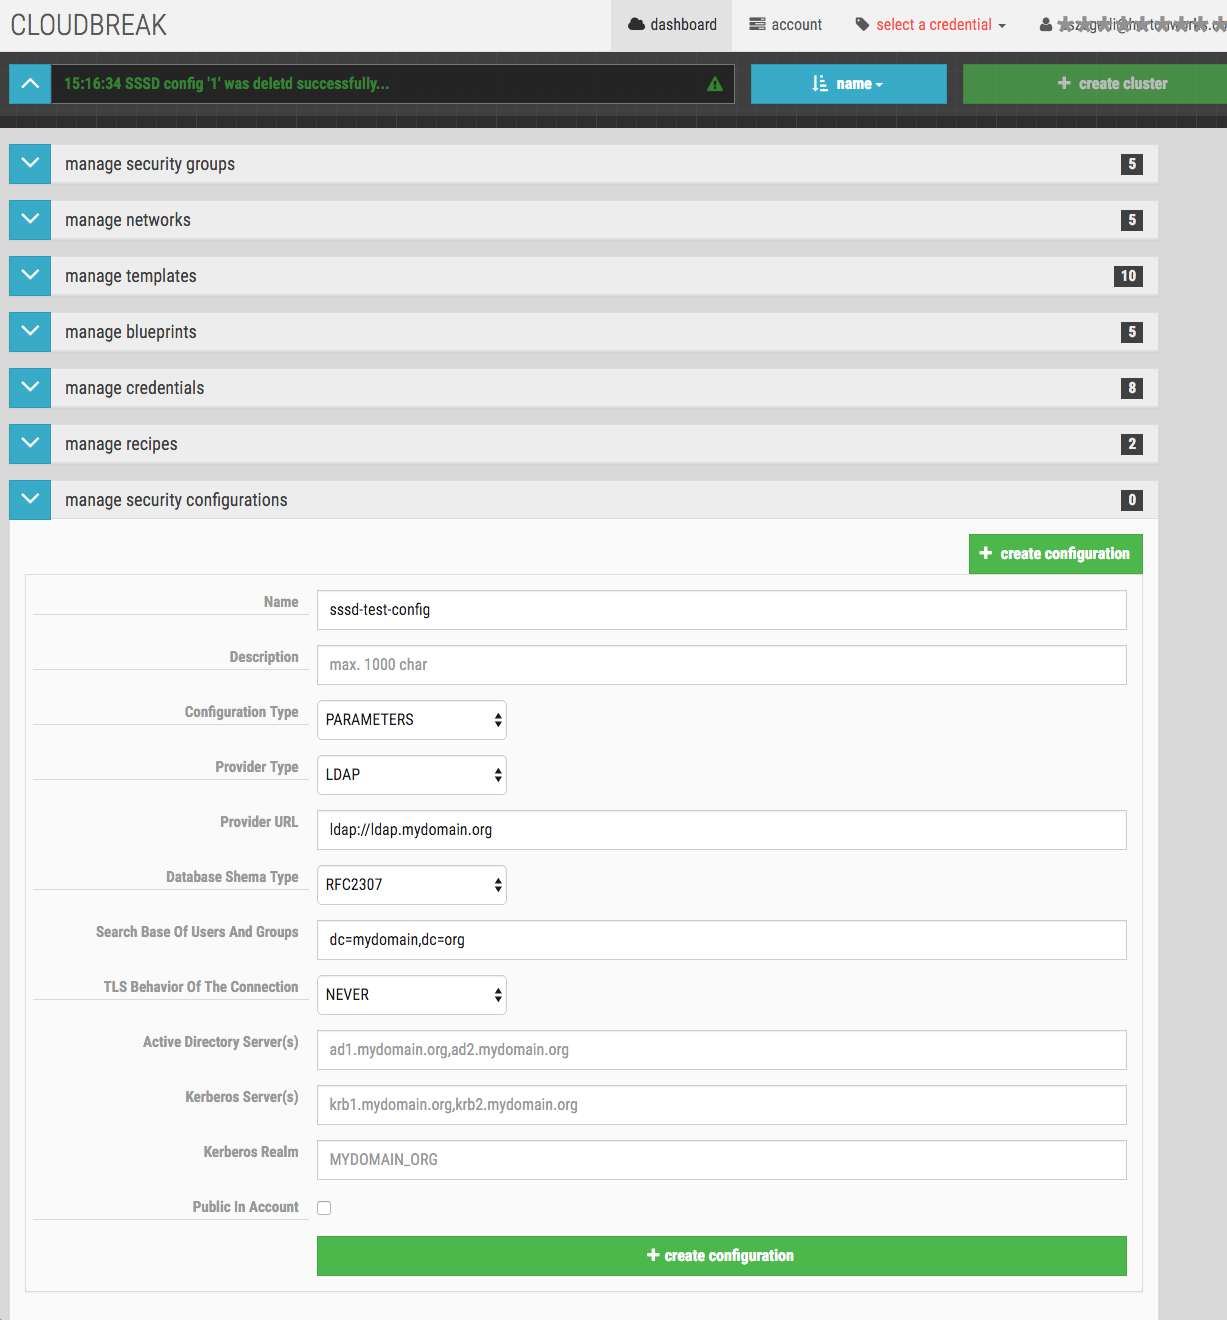 CLOUDBREAK
dashboard
account
select a credential
15:16:34 SSSD config '1' was deletd successfully...
name
create cluster
manage security groups 5
manage networks 5
manage templates 10
manage blueprints 5
manage credentials 8
manage recipes 2
manage security configurations 0
create configuration
Name sssd-test-config
Description max. 1000 char
Configuration Type PARAMETERS
Provider Type LDAP
Provider URL ldap://ldap.mydomain.org
Database Shema Type RFC2307
Search Base Of Users And Groups dc=mydomain,dc=org
TLS Behavior Of The Connection NEVER
Active Directory Server(s) ad1.mydomain.org,ad2.mydomain.org
Kerberos Server(s) krb1.mydomain.org,krb2.mydomain.org
Kerberos Realm MYDOMAIN_ORG
Public In Account
create configuration